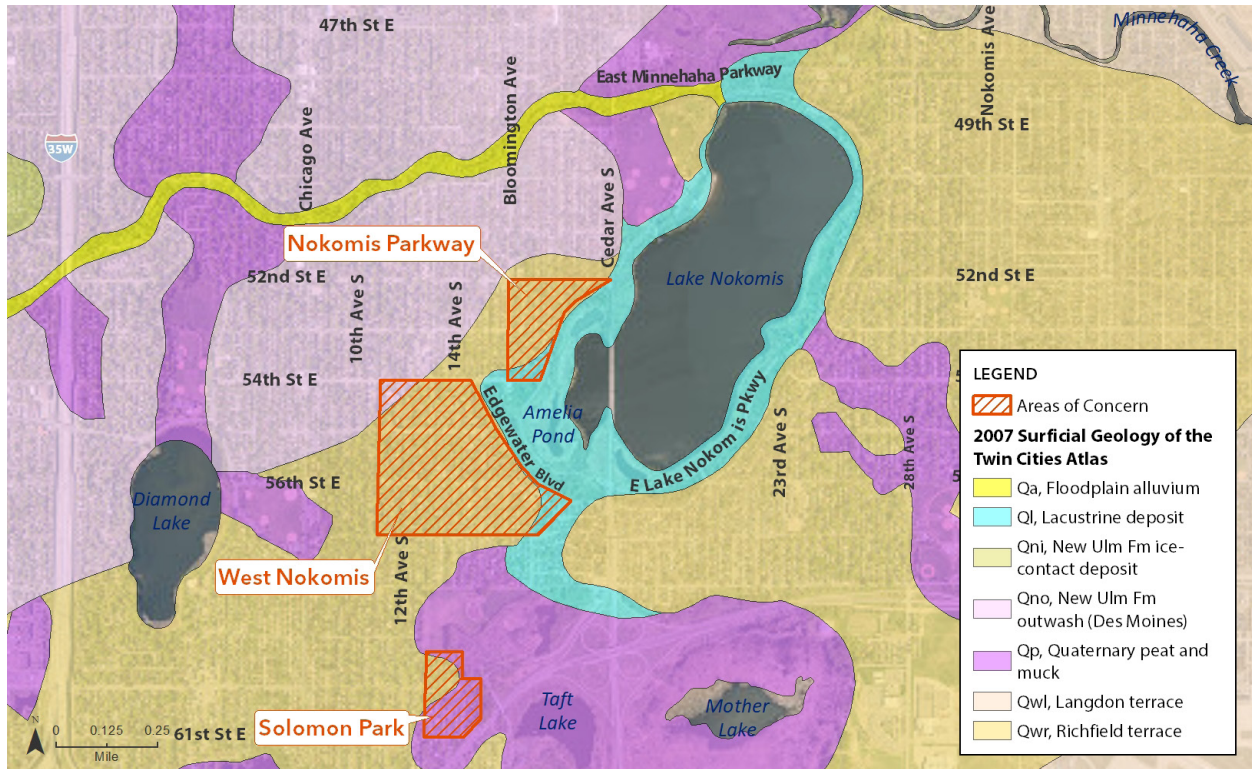 47th St E
Minnehaha Creek
East Minnehaha Parkway
Nokomis Ave
Bloomington Ave
49th St E
Chicago Ave
35W
Cedar Ave S
Nokomis Parkway
52nd St E
Lake Nokomis
52nd St E
10th Ave S
14th Ave S
54th St E
Edgewater Blvd
Amelia
Pond
E Lake Nokom is Pkwy
23rd Ave S
28th Ave S
56th St E
Diamond
Lake
West Nokomis
12th Ave S
Solomon Park
Taft
Lake
Mother
Lake
61st St E
N
0 0.125 0.25
Mile
LEGEND
Areas of Concern
2007 Surficial Geology of the
Twin Cities Atlas
Qa, Floodplain alluvium
Ql, Lacustrine deposit
Qni, New Ulm Fm ice-
contact deposit
Qno, New Ulm Fm
outwash (Des Moines)
Qp, Quaternary peat and
muck
Qwl, Langdon terrace
Qwr, Richfield terrace